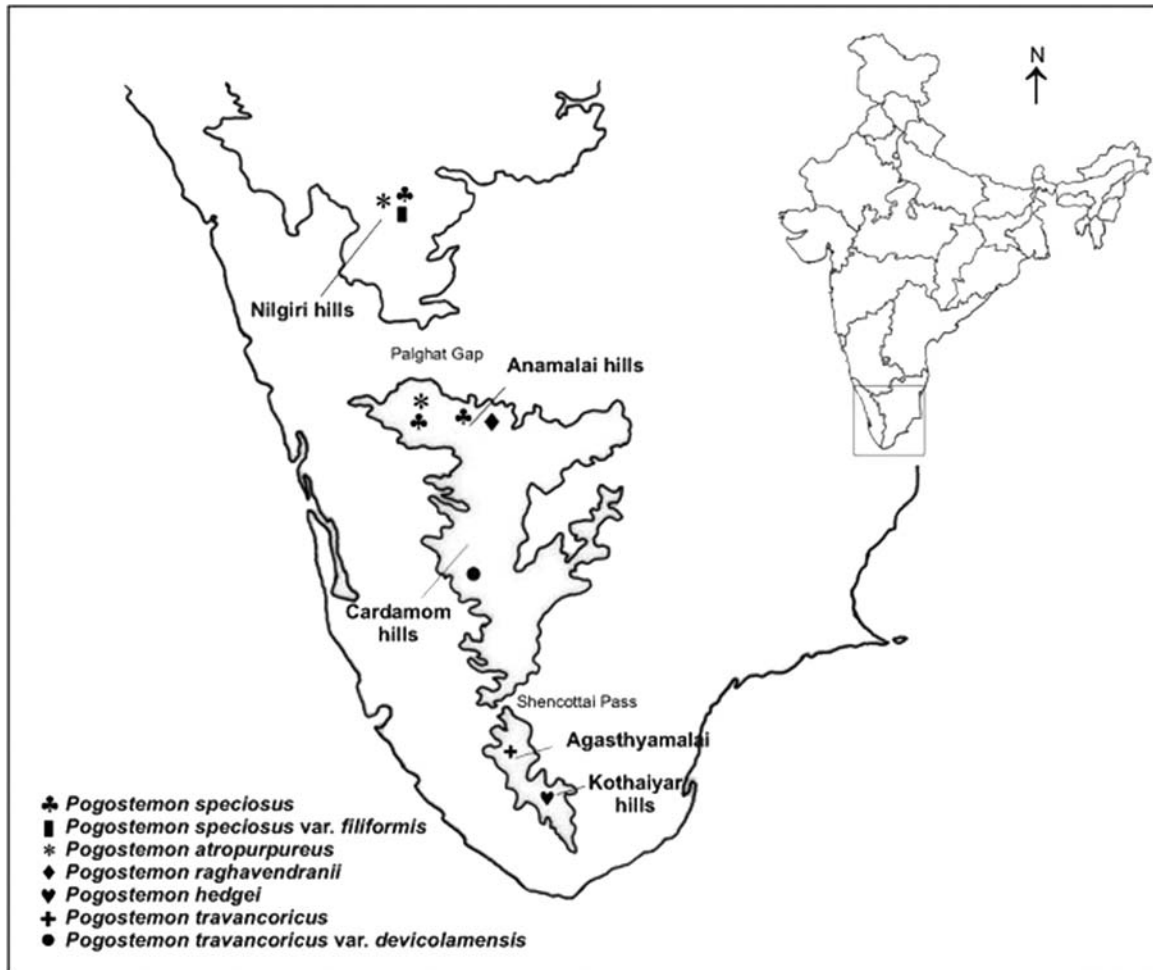 N
Nilgiri hills
Palghat Gap
Anamalai hills
Cardamom
hills
Shencottai Pass
Agasthyamalai
Kothaiyar
hills
Pogostemon speciosus
Pogostemon speciosus var. filiformis
Pogostemon atropurpureus
Pogostemon raghavendranii
Pogostemon hedgei
Pogostemon travancoricus
Pogostemon travancoricus var. devicolamensis